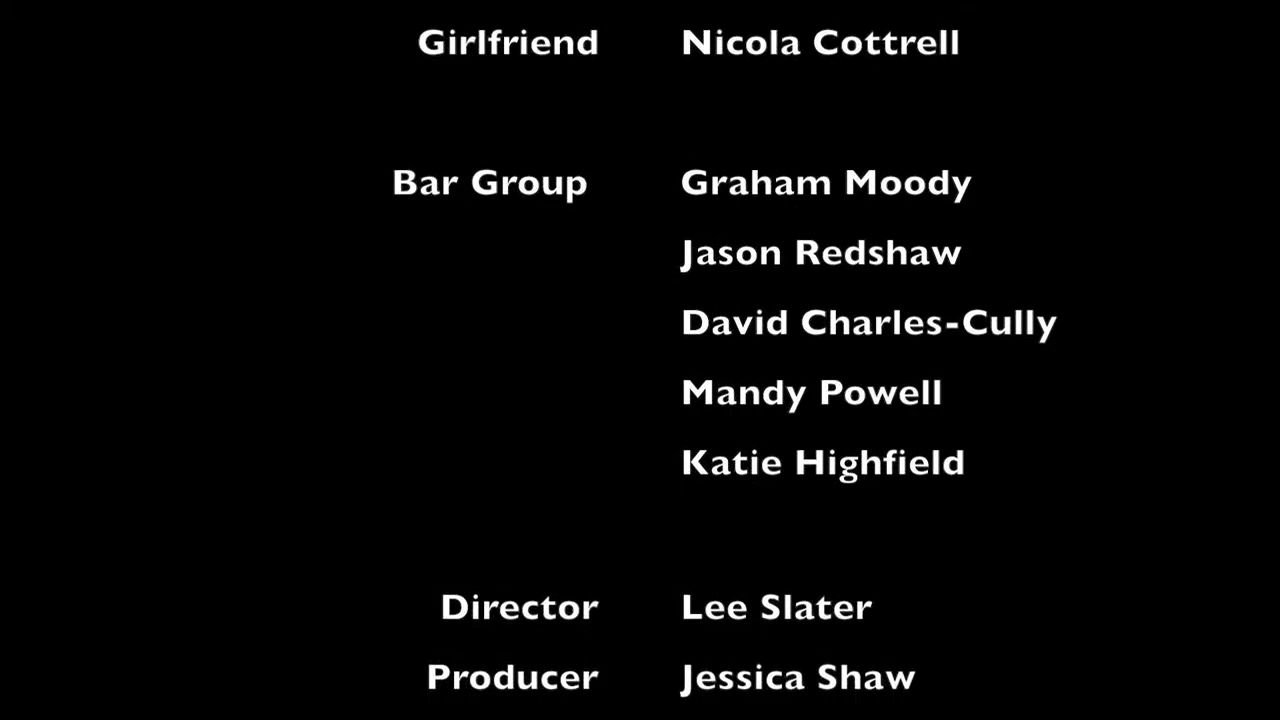 Girlfriend Nicola Cottrell
Bar Group Graham Moody
Jason Redshaw
David Charles-Cully
Mandy Powell
Katie Highfield
Director Lee Slater
Producer Jessica Shaw